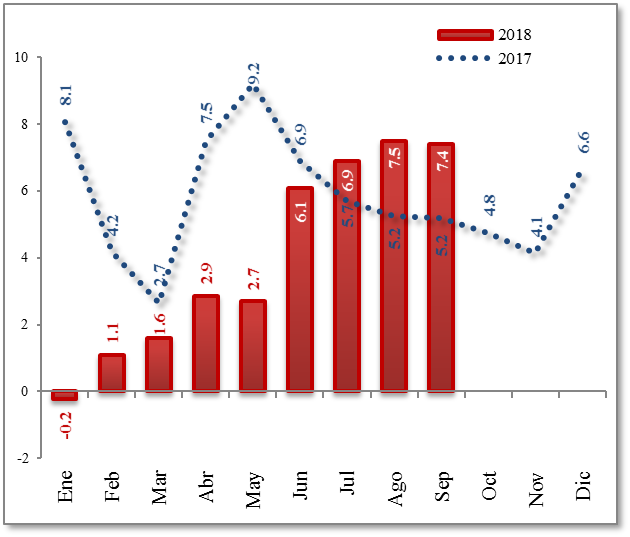 2018
2017
10
8
6
4
2
0
-2
8.1
4.2
2.7
7.5
9.2
6.9
5.7
5.2
5.2
4.8
4.1
6.6
-0.2
1.1
1.6
2.9
2.7
6.1
6.9
7.5
7.4
Ene
Feb
Mar
Abr
May
Jun
Jul
Ago
Sep
Oct
Nov
Dic